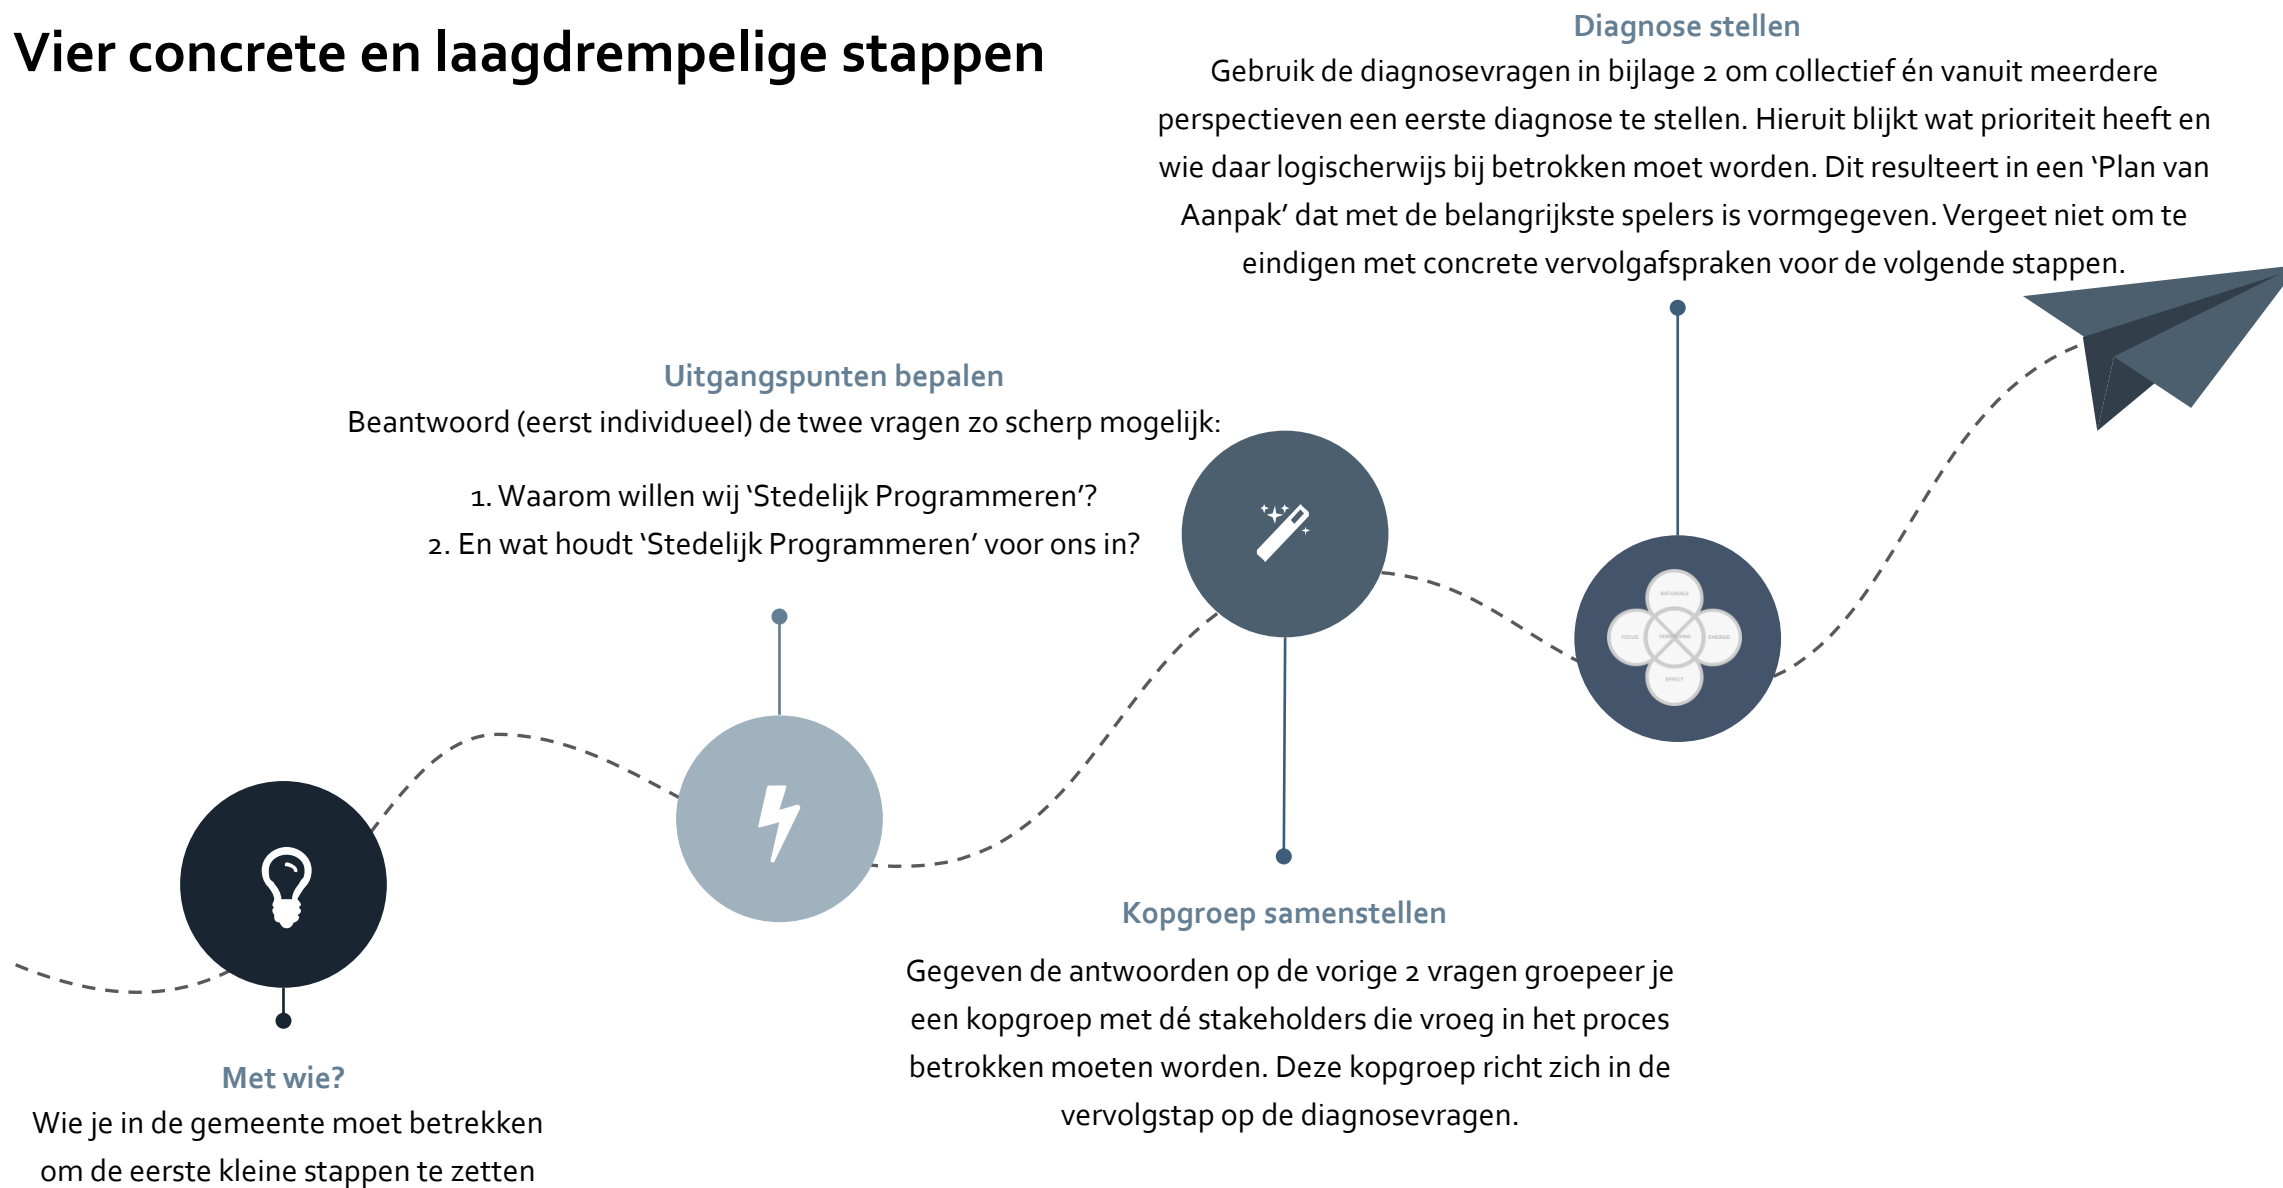 Vier concrete en laagdrempelige stappen
Diagnose stellen
Gebruik de diagnosevragen in bijlage 2 om collectief én vanuit meerdere
perspectieven een eerste diagnose te stellen. Hieruit blijkt wat prioriteit heeft en
wie daar logischerwijs bij betrokken moet worden. Dit resulteert in een ‘Plan van
Aanpak’ dat met de belangrijkste spelers is vormgegeven. Vergeet niet om te
eindigen met concrete vervolgafspraken voor de volgende stappen.
Uitgangspunten bepalen
Beantwoord (eerst individueel) de twee vragen zo scherp mogelijk:
1. Waarom willen wij ‘Stedelijk Programmeren’?
2. En wat houdt ‘Stedelijk Programmeren’ voor ons in?
RATIONALE
FOCUS
ENERGIE
EFFECT
Kopgroep samenstellen
Gegeven de antwoorden op de vorige 2 vragen groepeer je
een kopgroep met dé stakeholders die vroeg in het proces
betrokken moeten worden. Deze kopgroep richt zich in de
vervolgstap op de diagnosevragen.
Met wie?
Wie je in de gemeente moet betrekken
om de eerste kleine stappen te zetten